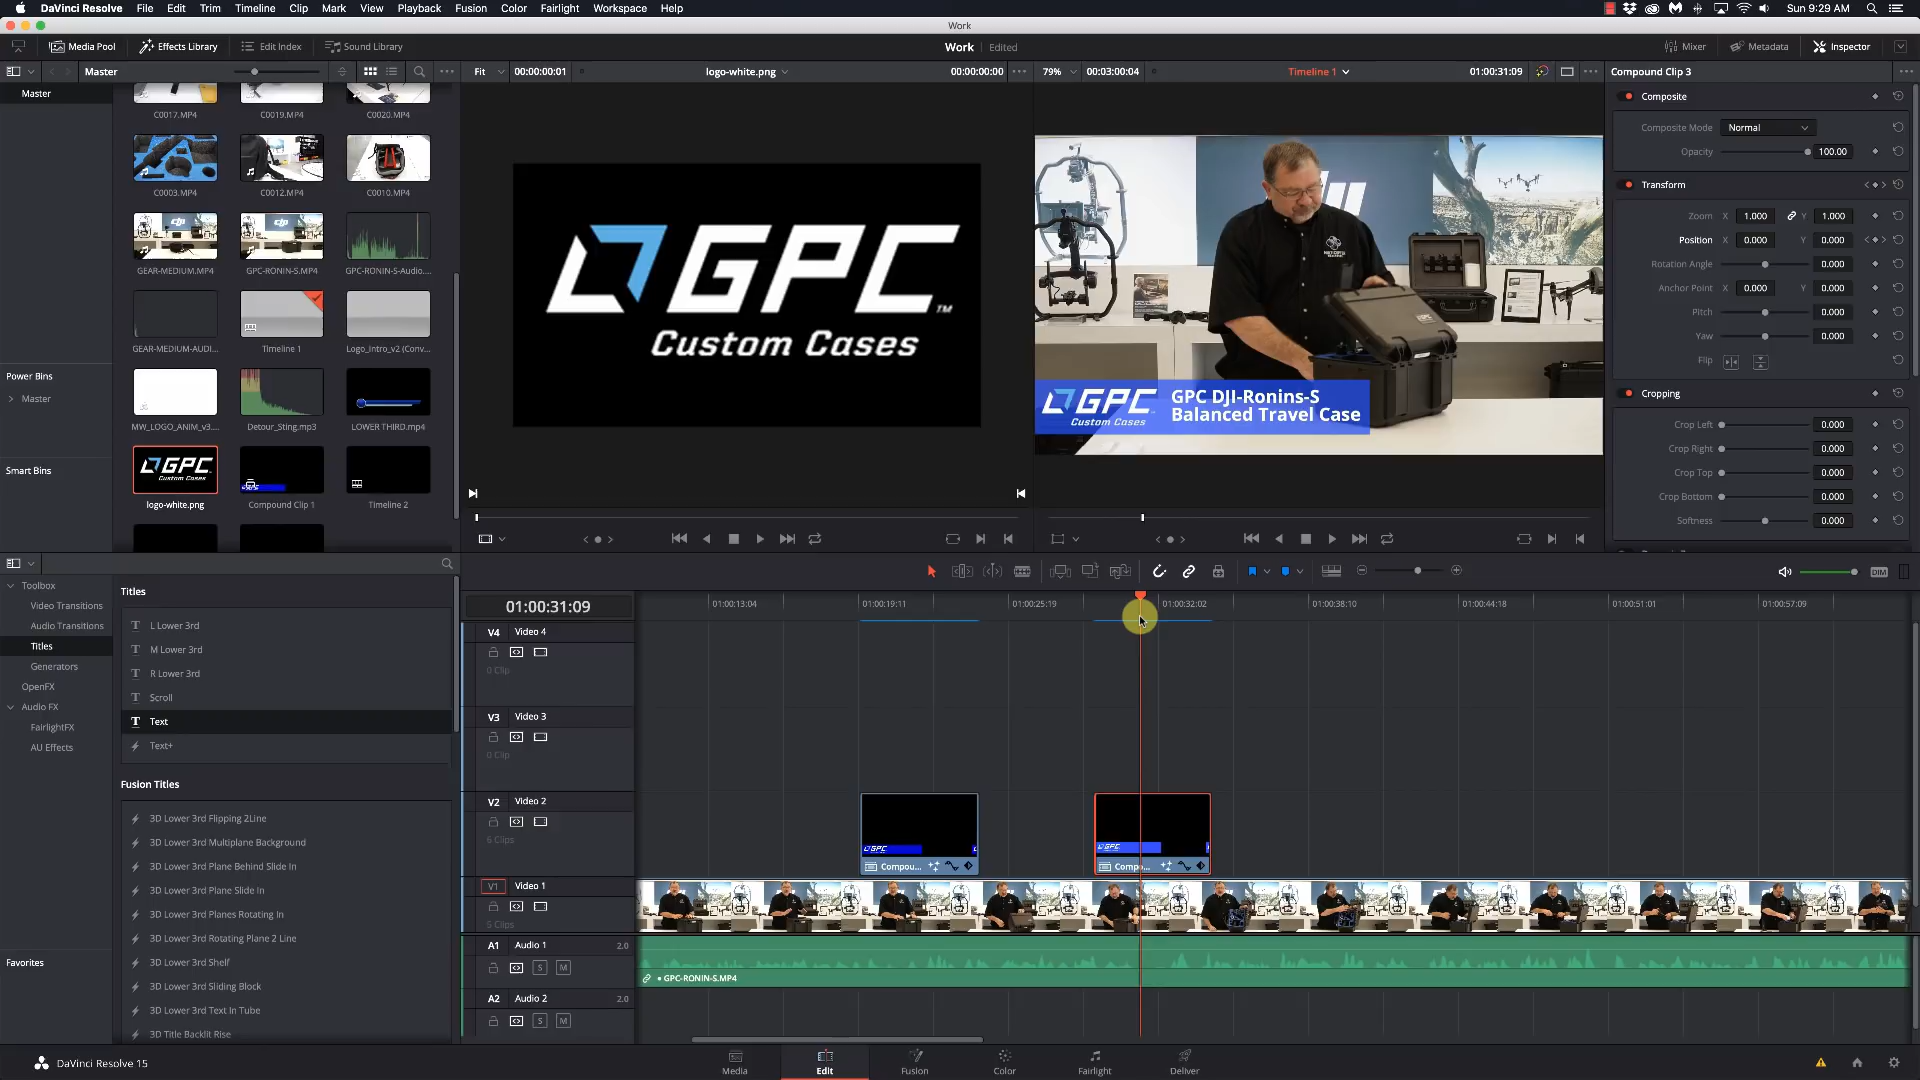 DaVinci Resolve File Edit Trim Timeline Clip Mark View Playback Fusion Color Fairlight Workspace Help
Sun 9:29 AM
Work
Media Pool Effects Library Edit Index Sound Library
Work Edited
Mixer Metadata Inspector
Master
Fit 00:00:00:01 logo-white.png 00:00:00:00
79% 00:03:00:04 Timeline 1 01:00:31:09
Compound Clip 3
Master
C0017.MP4 C0019.MP4 C0020.MP4
C0003.MP4 C0012.MP4 C0010.MP4
GEAR-MEDIUM.MP4 GPC-RONIN-S.MP4 GPC-RONIN-S-Audio...
GEAR-MEDIUM-AUDI... Timeline 1 Logo_Intro_v2 (Conv...
MW_LOGO_ANIM_v3... Detour_Sting.mp3 LOWER THIRD.mp4
logo-white.png Compound Clip 1 Timeline 2
Power Bins
Master
Smart Bins
GPC
Custom Cases
TM
GPC
Custom Cases
GPC DJI-Ronins-S
Balanced Travel Case
Composite
Composite Mode Normal
Opacity 100.00
Transform
Zoom X 1.000 Y 1.000
Position X 0.000 Y 0.000
Rotation Angle 0.000
Anchor Point X 0.000 Y 0.000
Pitch 0.000
Yaw 0.000
Flip
Cropping
Crop Left 0.000
Crop Right 0.000
Crop Top 0.000
Crop Bottom 0.000
Softness 0.000
Toolbox
Video Transitions
Audio Transitions
Titles
Generators
OpenFX
Audio FX
FairlightFX
AU Effects
Favorites
Titles
L Lower 3rd
M Lower 3rd
R Lower 3rd
Scroll
Text
Text+
Fusion Titles
3D Lower 3rd Flipping 2Line
3D Lower 3rd Multiplane Background
3D Lower 3rd Plane Behind Slide In
3D Lower 3rd Plane Slide In
3D Lower 3rd Planes Rotating In
3D Lower 3rd Rotating Plane 2 Line
3D Lower 3rd Shelf
3D Lower 3rd Sliding Block
3D Lower 3rd Text In Tube
3D Title Backlit Rise
DIM
01:00:31:09
01:00:13:04 01:00:19:11 01:00:25:19 01:00:32:02 01:00:38:10 01:00:44:18 01:00:51:01 01:00:57:09
V4 Video 4
0 Clip
V3 Video 3
0 Clip
V2 Video 2
6 Clips
Compou... Comp...
V1 Video 1
5 Clips
A1 Audio 1 2.0
S M
GPC-RONIN-S.MP4
A2 Audio 2 2.0
S M
DaVinci Resolve 15
Media Edit Fusion Color Fairlight Deliver